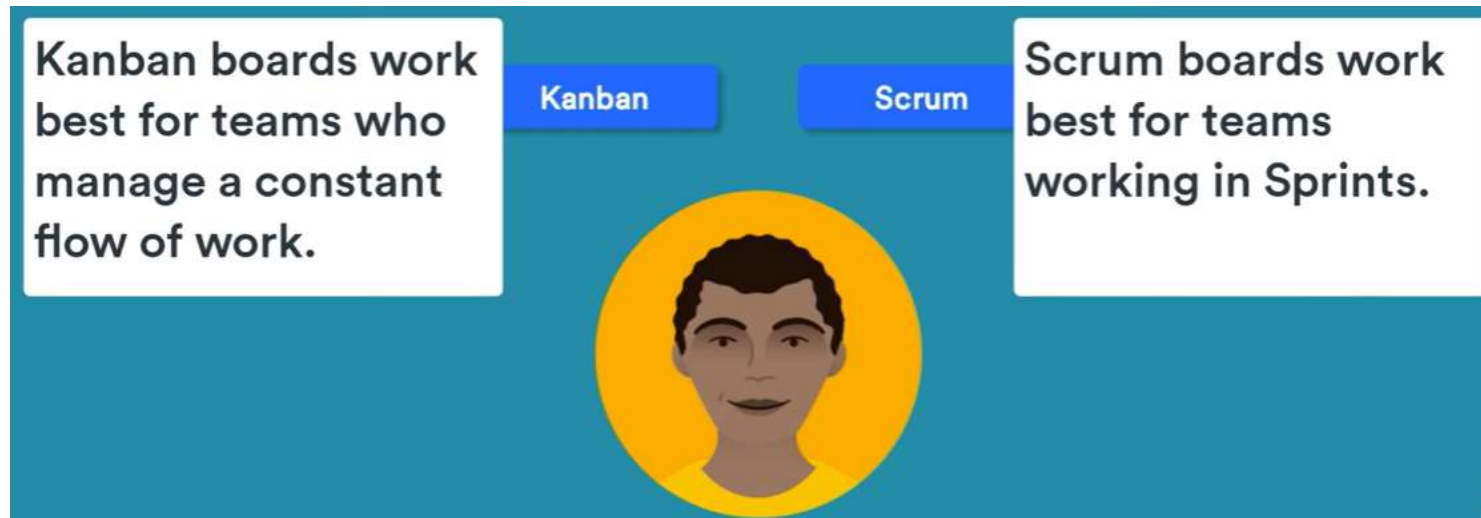 Kanban boards work
best for teams who
manage a constant
flow of work.
Kanban
Scrum
Scrum boards work
best for teams
working in Sprints.